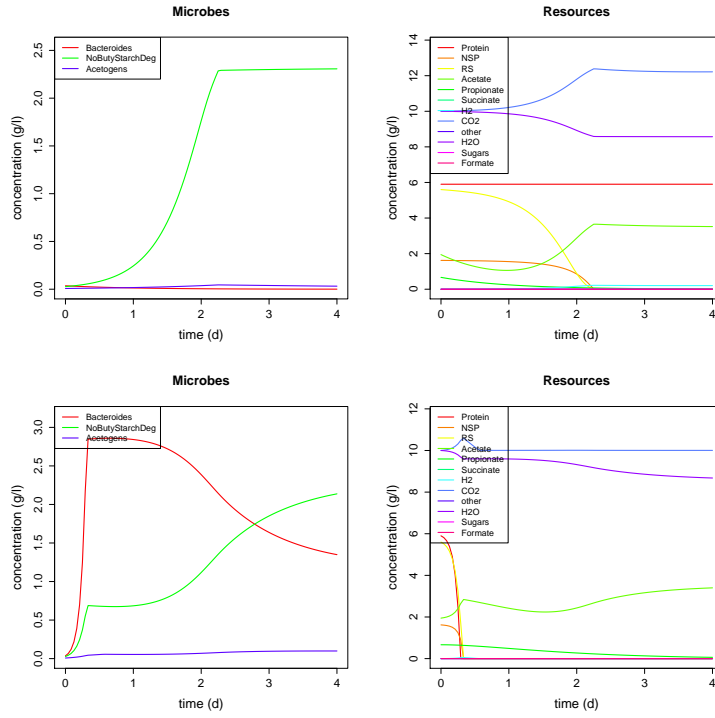 Microbes
concentration (g/l)
2.5
2.0
1.5
1.0
0.5
0.0
Bacteroides
NoButyStarchDeg
Acetogens
0 1 2 3 4
time (d)
Resources
concentration (g/l)
14
12
10
8
6
4
2
0
Protein
NSP
RS
Acetate
Propionate
Succinate
H2
CO2
other
H2O
Sugars
Formate
0 1 2 3 4
time (d)
Microbes
concentration (g/l)
3.0
2.5
2.0
1.5
1.0
0.5
0.0
Bacteroides
NoButyStarchDeg
Acetogens
0 1 2 3 4
time (d)
Resources
concentration (g/l)
12
10
8
6
4
2
0
Protein
NSP
RS
Acetate
Propionate
Succinate
H2
CO2
other
H2O
Sugars
Formate
0 1 2 3 4
time (d)